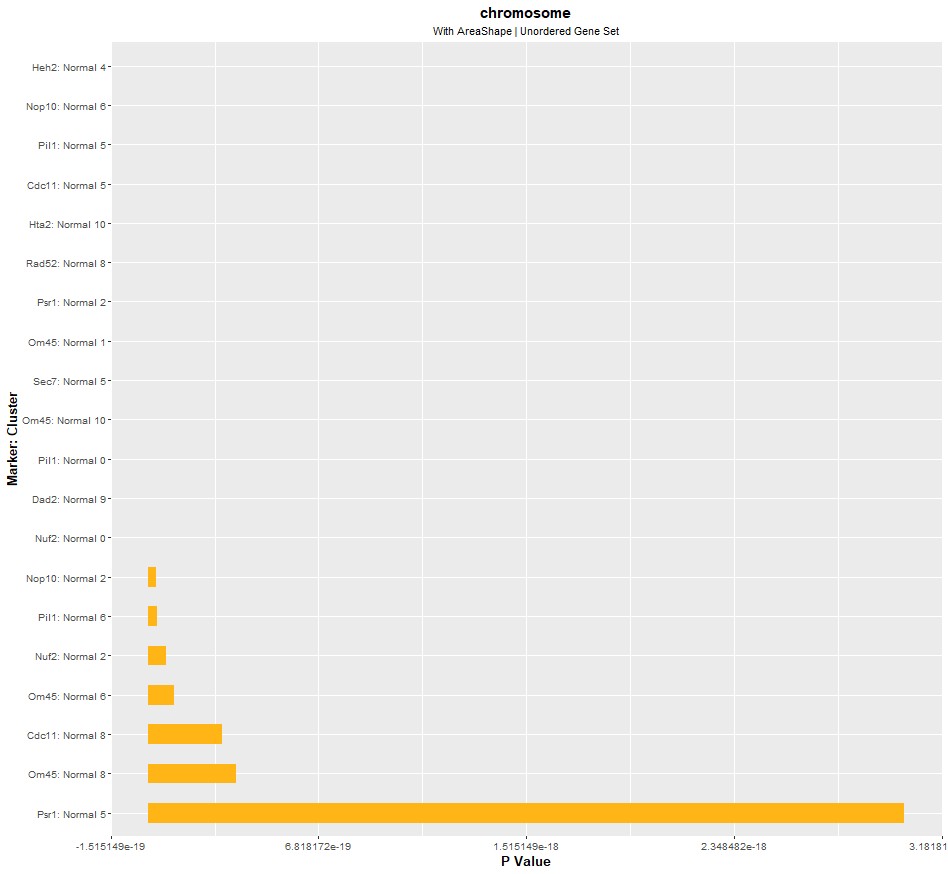 chromosome
With AreaShape | Unordered Gene Set
Heh2: Normal 4
Nop10: Normal 6
Pil1: Normal 5
Cdc11: Normal 5
Hta2: Normal 10
Rad52: Normal 8
Psr1: Normal 2
Om45: Normal 1
Sec7: Normal 5
Om45: Normal 10
Pil1: Normal 0
Dad2: Normal 9
Nuf2: Normal 0
Nop10: Normal 2
Pil1: Normal 6
Nuf2: Normal 2
Om45: Normal 6
Cdc11: Normal 8
Om45: Normal 8
Psr1: Normal 5
Marker: Cluster
-1.515149e-19 6.818172e-19 1.515149e-18 2.348482e-18 3.18181
P Value